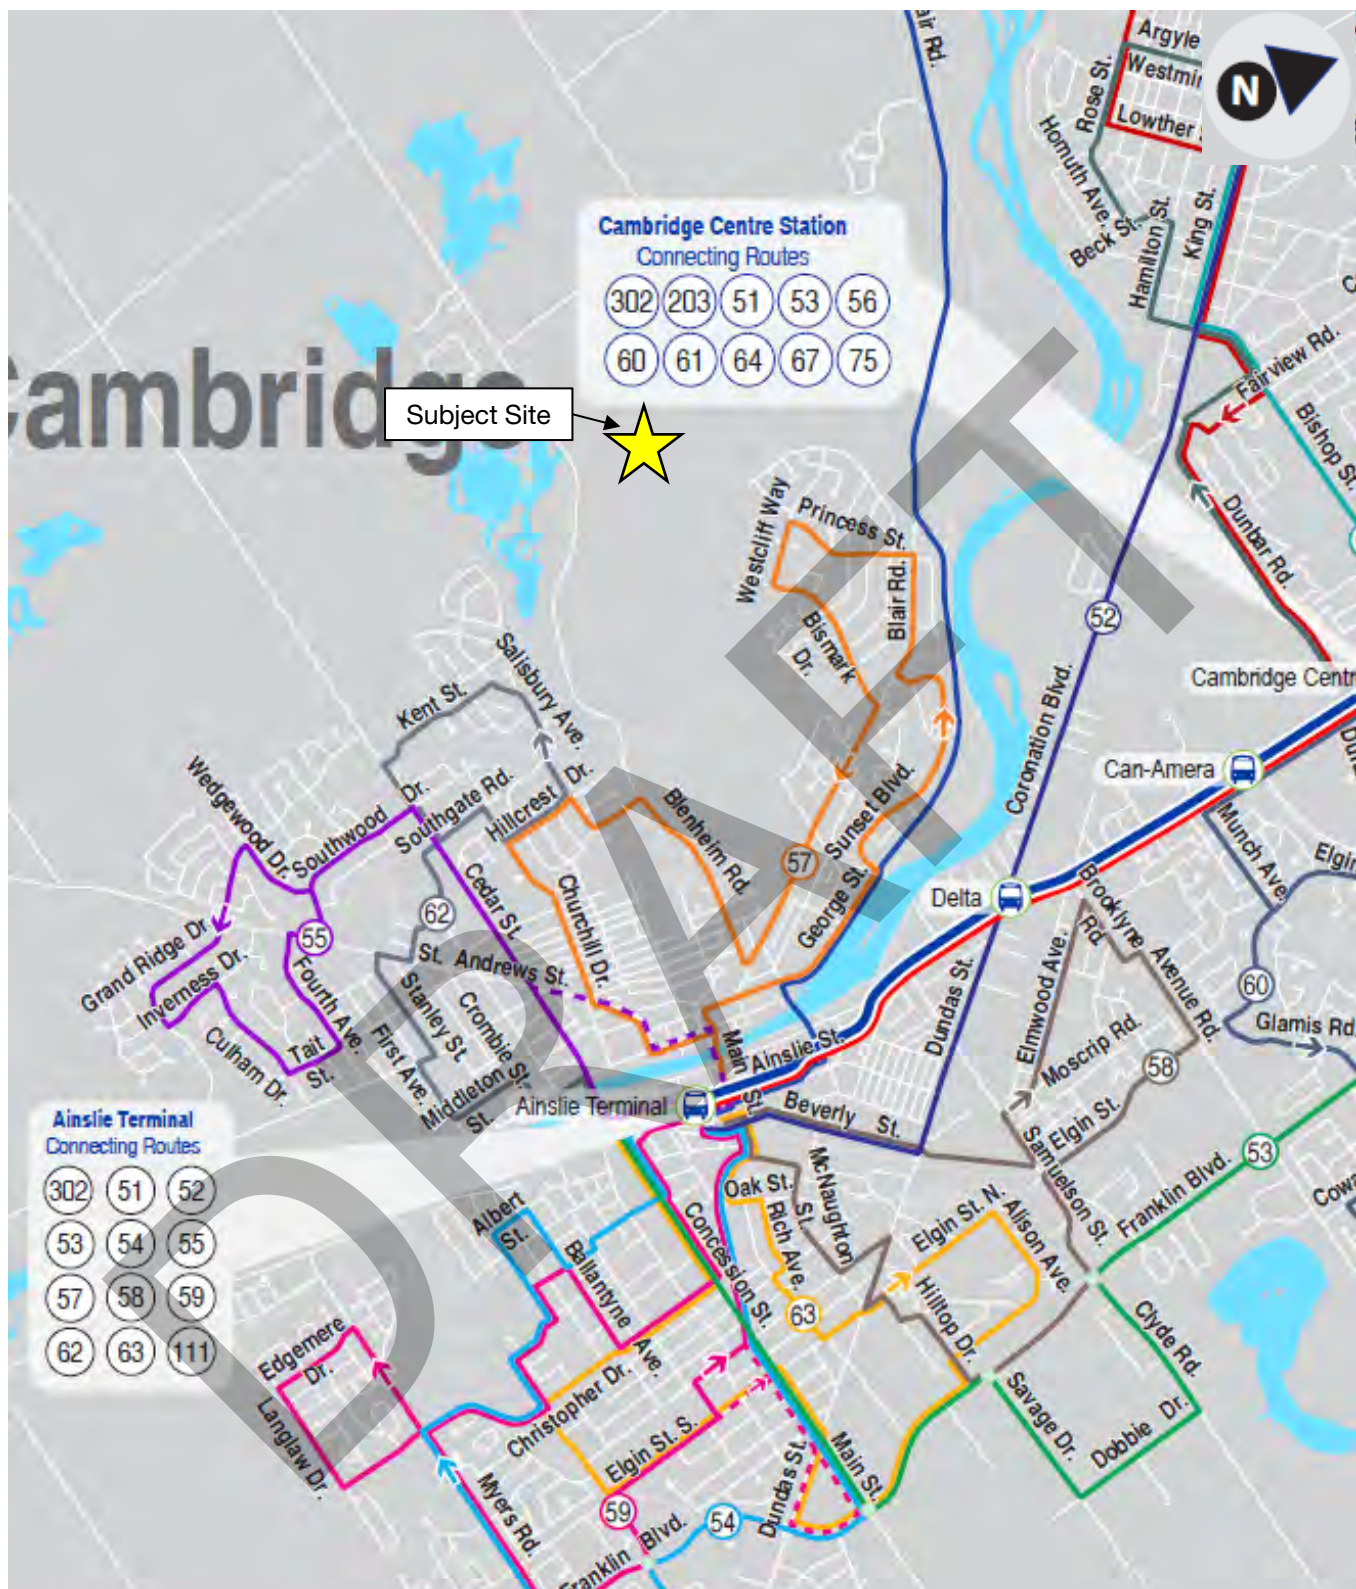 air Rd.
Argyle
Westmin
Lowther
Rose St.
Homuth Ave.
Beck St.
Hamilton St.
King St.
N
Cambridge Centre Station
Connecting Routes
302 203 51 53 56
60 61 64 67 75
Cambridge
Subject Site
Fairview Rd.
Bishop St.
Dunbar Rd.
Westcliff Way
Princess St.
Blair Rd.
Bismark
Dr.
52
Coronation Blvd.
Cambridge Centr
Can-Amera
Salisbury Ave.
Kent St.
Wedgewood Dr.
Southwood Dr.
Southgate Rd.
Hillcrest Dr.
Blenheim Rd.
Sunset Blvd.
57
George St.
Munch Ave.
Elgin
Delta
Brooklyne
Rd.
Avenue Rd.
Cedar St.
Churchill Dr.
62
55
St. Andrews St.
Grand Ridge Dr.
Inverness Dr.
Fourth Ave.
Culham Dr.
Tait
St.
Stanley St.
First Ave.
Crombie St.
Middleton
St.
Main
St.
Ainslie St.
Dundas St.
Elmwood Ave.
Moscrip Rd.
60
Glamis Rd.
58
Ainslie Terminal
Beverly St.
Elgin St.
Samuelson St.
Franklin Blvd.
53
Ainslie Terminal
Connecting Routes
302 51 52
53 54 55
57 58 59
62 63 111
Albert
St.
Ballantyne
Ave.
Concession St.
Oak St.
Rich Ave.
McNaughton
St.
63
Elgin St. N.
Alison Ave.
Hilltop Dr.
Clyde Rd.
Edgemere
Dr.
Langlaw Dr.
Christopher Dr.
Elgin St. S.
Main St.
Savage Dr.
Dobbie Dr.
Myers Rd.
59
Franklin Blvd.
54
Dundas St.
DRAFT